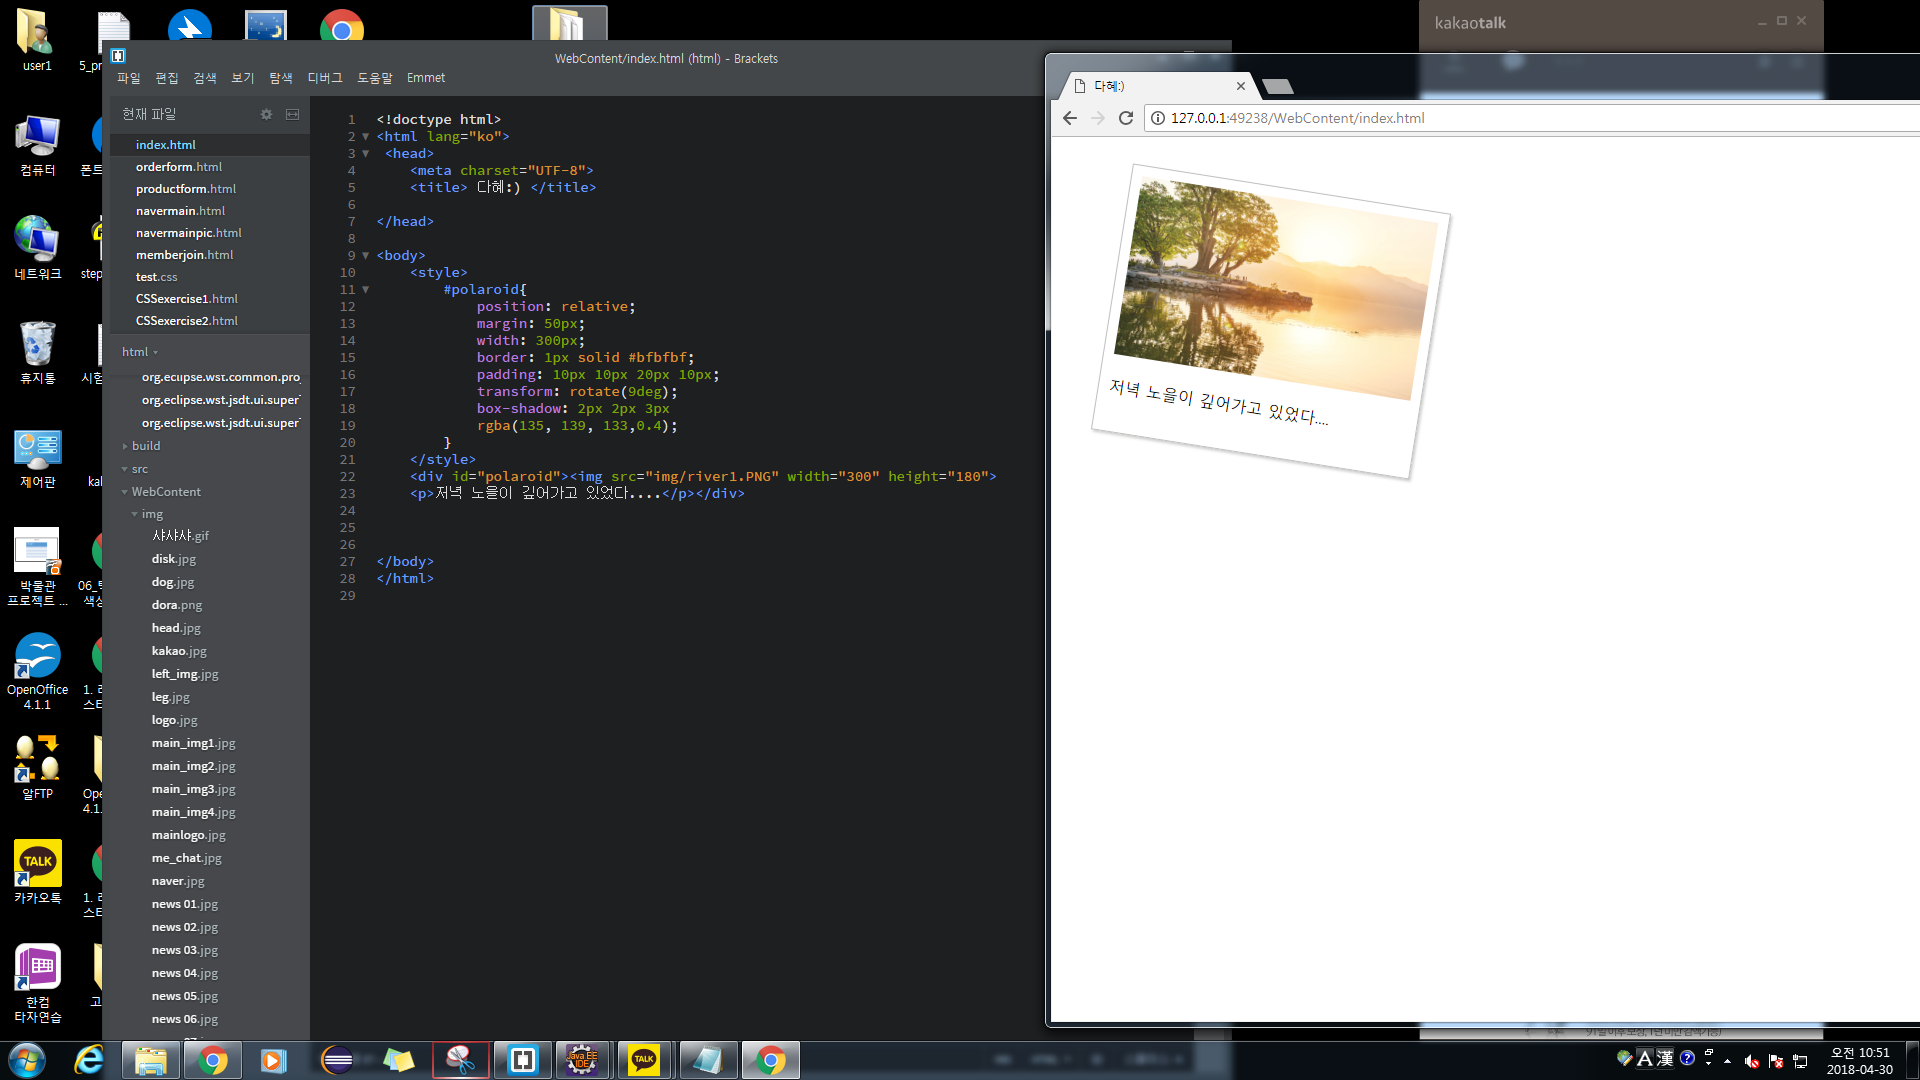 user1
5_pr
컴퓨터
폰트
네트워크
step
휴지통
시험
제어판
kal
박물관
프로젝트 ...
색상
OpenOffice
4.1.1
알FTP
Ope
4.1.
카카오톡
한컴
타자연습
고
WebContent/index.html (html) - Brackets
파일 편집 검색 보기 탐색 디버그 도움말 Emmet
현재 파일
index.html
orderform.html
productform.html
navermain.html
navermainpic.html
memberjoin.html
test.css
CSSexercise1.html
CSSexercise2.html
html
org.eclipse.wst.common.pro
org.eclipse.wst.jsdt.ui.super
org.eclipse.wst.jsdt.ui.super
build
src
WebContent
img
샤샤샤.gif
disk.jpg
dog.jpg
dora.png
head.jpg
kakao.jpg
left_img.jpg
leg.jpg
logo.jpg
main_img1.jpg
main_img2.jpg
main_img3.jpg
main_img4.jpg
mainlogo.jpg
me_chat.jpg
naver.jpg
news 01.jpg
news 02.jpg
news 03.jpg
news 04.jpg
news 05.jpg
news 06.jpg
1 <!doctype html>
2 <html lang="ko">
3 <head>
4 <meta charset="UTF-8">
5 <title> 다혜:) </title>
6
7 </head>
8
9 <body>
10 <style>
11 #polaroid{
12 position: relative;
13 margin: 50px;
14 width: 300px;
15 border: 1px solid #bfbfbf;
16 padding: 10px 10px 20px 10px;
17 transform: rotate(9deg);
18 box-shadow: 2px 2px 3px
19 rgba(135, 139, 133,0.4);
20 }
21 </style>
22 <div id="polaroid"><img src="img/river1.PNG" width="300" height="180">
23 <p>저녁 노을이 깊어가고 있었다....</p></div>
24
25
26
27 </body>
28 </html>
29
kakaotalk
다혜:)
127.0.0.1:49238/WebContent/index.html
저녁 노을이 깊어가고 있었다....
TALK
Java EE
IDE
TALK
A 漢
오전 10:51
2018-04-30